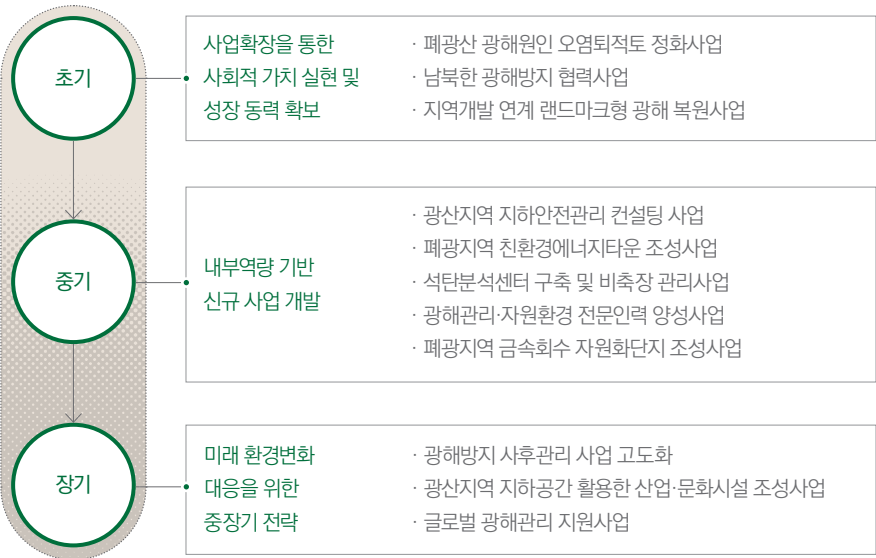 초기
사업확장을 통한
사회적 가치 실현 및
성장 동력 확보
· 폐광산 광해원인 오염퇴적토 정화사업
· 남북한 광해방지 협력사업
· 지역개발 연계 랜드마크형 광해 복원사업
중기
내부역량 기반
신규 사업 개발
· 광산지역 지하안전관리 컨설팅 사업
· 폐광지역 친환경에너지타운 조성사업
· 석탄분석센터 구축 및 비축장 관리사업
· 광해관리·자원환경 전문인력 양성사업
· 폐광지역 금속회수 자원화단지 조성사업
장기
미래 환경변화
대응을 위한
중장기 전략
· 광해방지 사후관리 사업 고도화
· 광산지역 지하공간 활용한 산업·문화시설 조성사업
· 글로벌 광해관리 지원사업